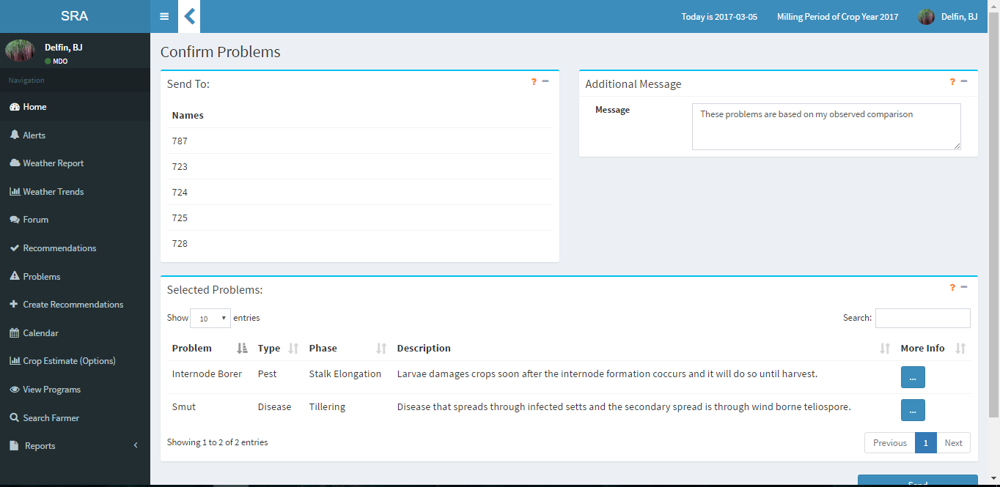 SRA
Today is 2017-03-05 Milling Period of Crop Year 2017 Delfin, BJ
Delfin, BJ
MDO
Navigation
Home
Alerts
Weather Report
Weather Trends
Forum
Recommendations
Problems
Create Recommendations
Calendar
Crop Estimate (Options)
View Programs
Search Farmer
Reports
Confirm Problems
Send To:
Names
787
723
724
725
728
Additional Message
Message These problems are based on my observed comparison
Selected Problems:
Show 10 entries Search:
Problem Type Phase Description More Info
Internode Borer Pest Stalk Elongation Larvae damages crops soon after the internode formation coccurs and it will do so until harvest. ...
Smut Disease Tillering Disease that spreads through infected setts and the secondary spread is through wind borne teliospore. ...
Showing 1 to 2 of 2 entries Previous 1 Next